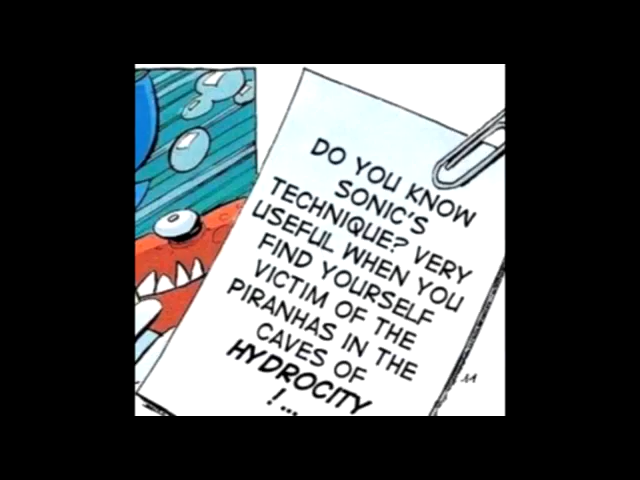 DO YOU KNOW
SONIC'S
TECHNIQUE? VERY
USEFUL WHEN YOU
FIND YOURSELF
VICTIM OF THE
PIRANHAS IN THE
CAVES OF
HYDROCITY
!...